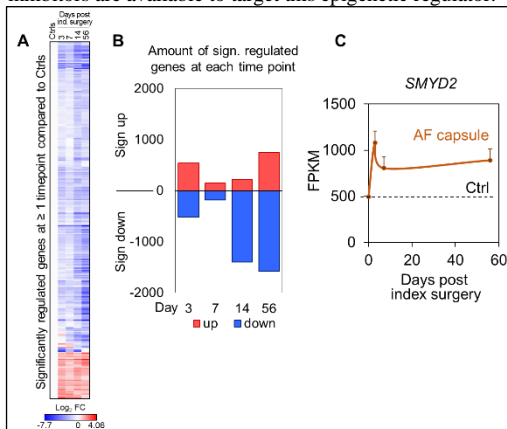 inhibitors are available to target this epigenetic regulator.
A
Ctrls
Days post
ind. surgery
3
7
14
56
Significantly regulated genes at ≥ 1 timepoint compared to Ctrls
Log₂ FC
-7.7 0 4.06
B
Amount of sign. regulated
genes at each time point
Sign up
Sign down
2000
1000
0
-1000
-2000
Day 3 7 14 56
up down
C
SMYD2
FPKM
1500
1000
500
0
AF capsule
Ctrl
0 20 40 60
Days post
index surgery